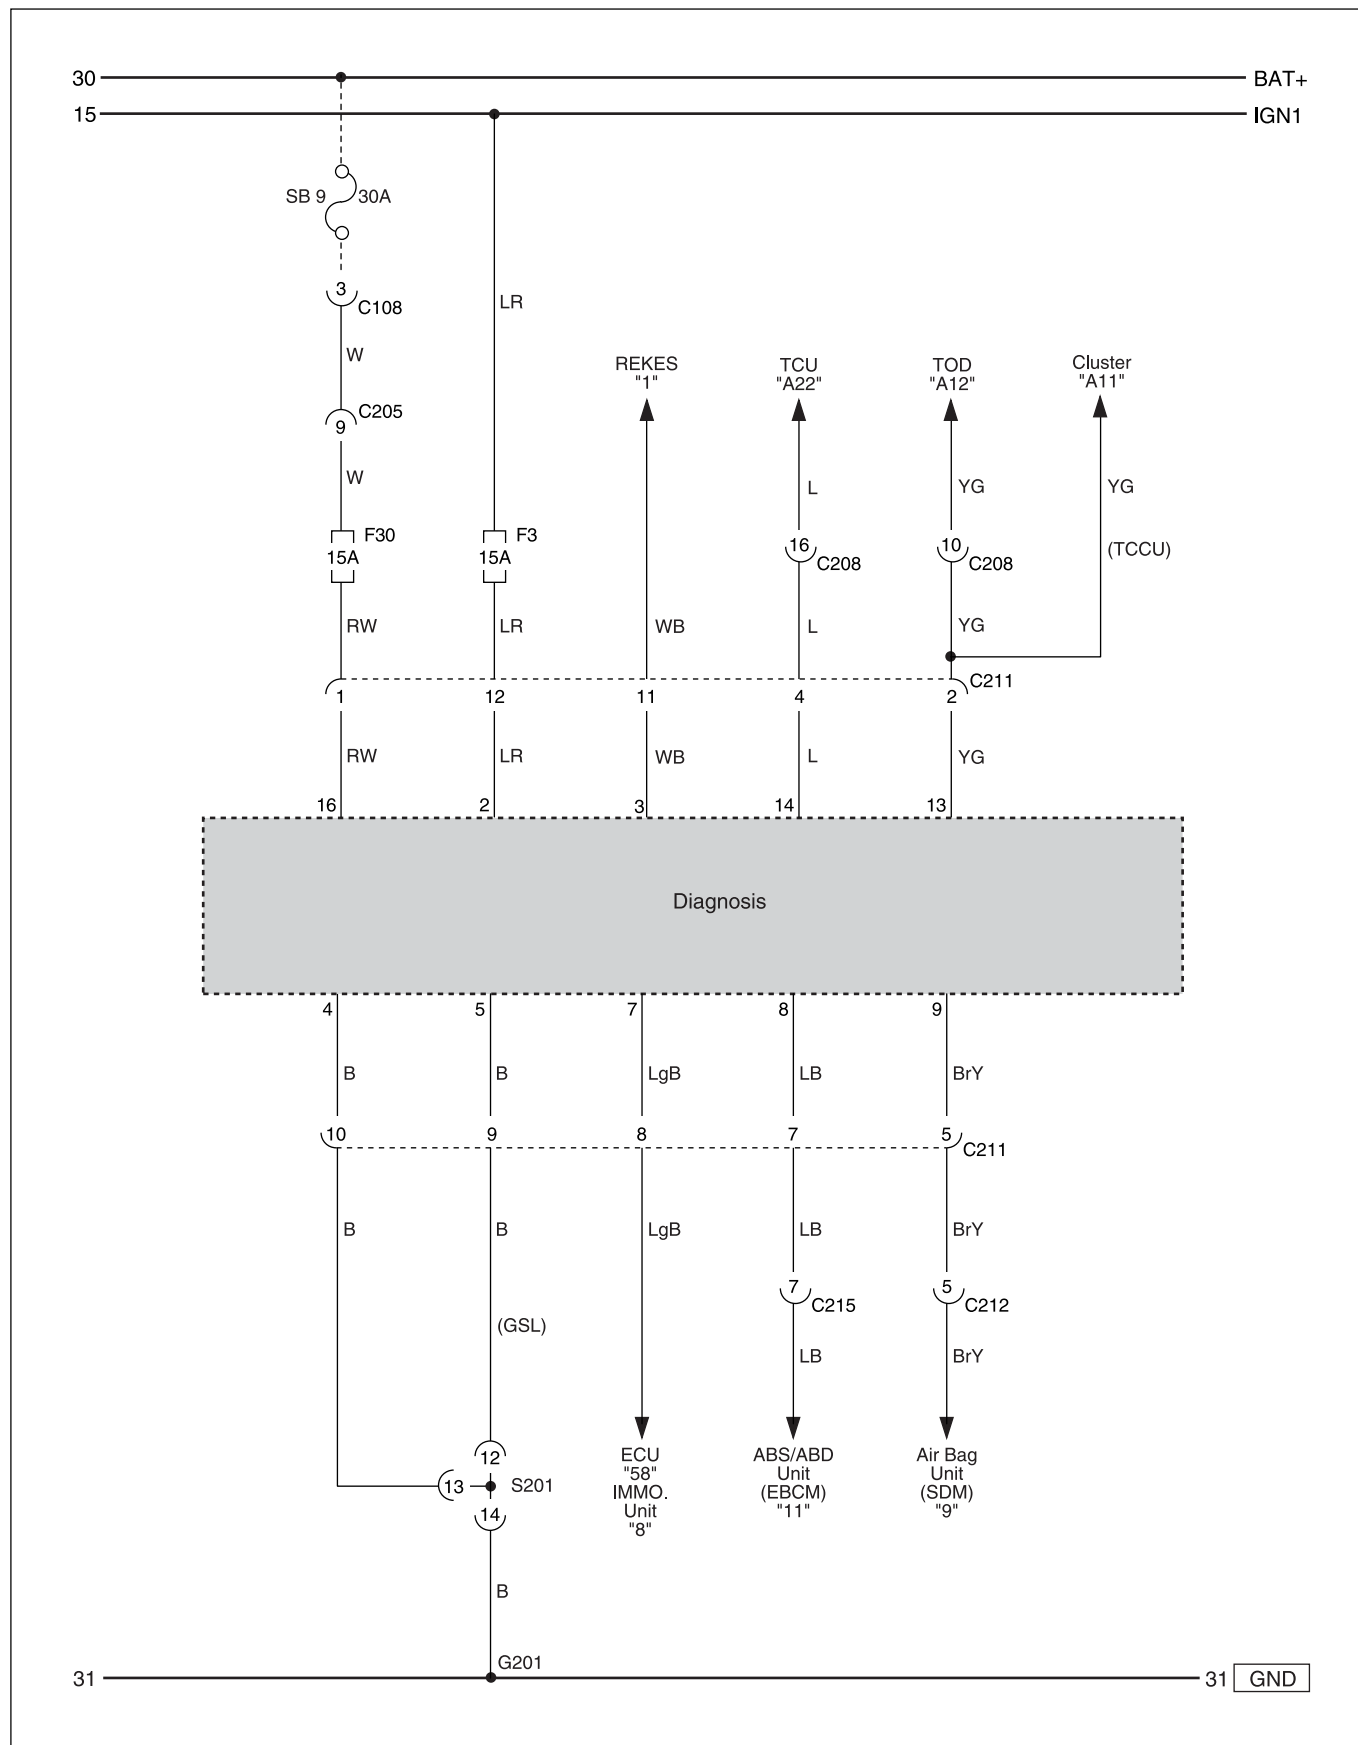 30 BAT+
15 IGN1
SB 9 30A
3
C108
LR
W
C205
9
W
REKES
"1"
TCU
"A22"
TOD
"A12"
Cluster
"A11"
L
YG
YG
F30
15A
F3
15A
16
C208
10
C208
(TCCU)
RW
LR
WB
L
YG
C211
1 12 11 4 2
RW LR WB L YG
16 2 3 14 13
Diagnosis
4 5 7 8 9
B B LgB LB BrY
10 9 8 7 5
C211
B B LgB LB BrY
7
C215
5
C212
(GSL)
LB BrY
12
13
S201
14
ECU
"58"
IMMO.
Unit
"8"
ABS/ABD
Unit
(EBCM)
"11"
Air Bag
Unit
(SDM)
"9"
B
G201
31 31 GND